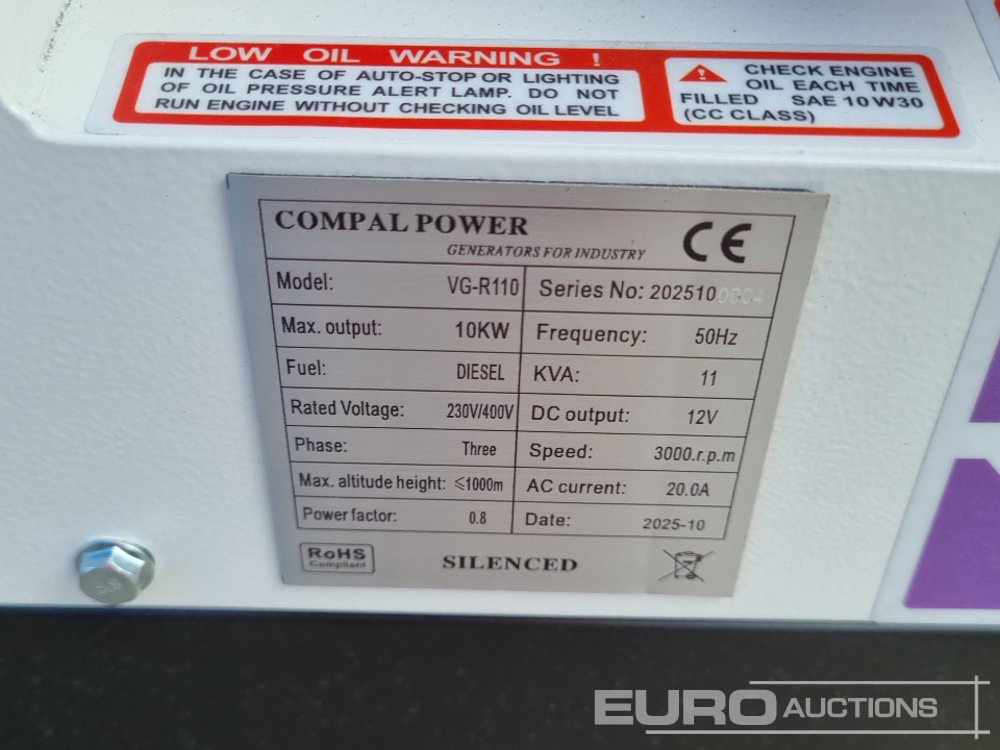 LOW OIL WARNING !
IN THE CASE OF AUTO-STOP OR LIGHTING
OF OIL PRESSURE ALERT LAMP. DO NOT
RUN ENGINE WITHOUT CHECKING OIL LEVEL
CHECK ENGINE
OIL EACH TIME
FILLED SAE 10W30
(CC CLASS)
COMPAL POWER
GENERATORS FOR INDUSTRY
CE
Model: VG-R110
Series No: 2025100004
Max. output: 10KW
Frequency: 50Hz
Fuel: DIESEL
KVA: 11
Rated Voltage: 230V/400V
DC output: 12V
Phase: Three
Speed: 3000.r.p.m
Max. altitude height: ≤1000m
AC current: 20.0A
Power factor: 0.8
Date: 2025-10
RoHS
Compliant
SILENCED
EURO AUCTIONS